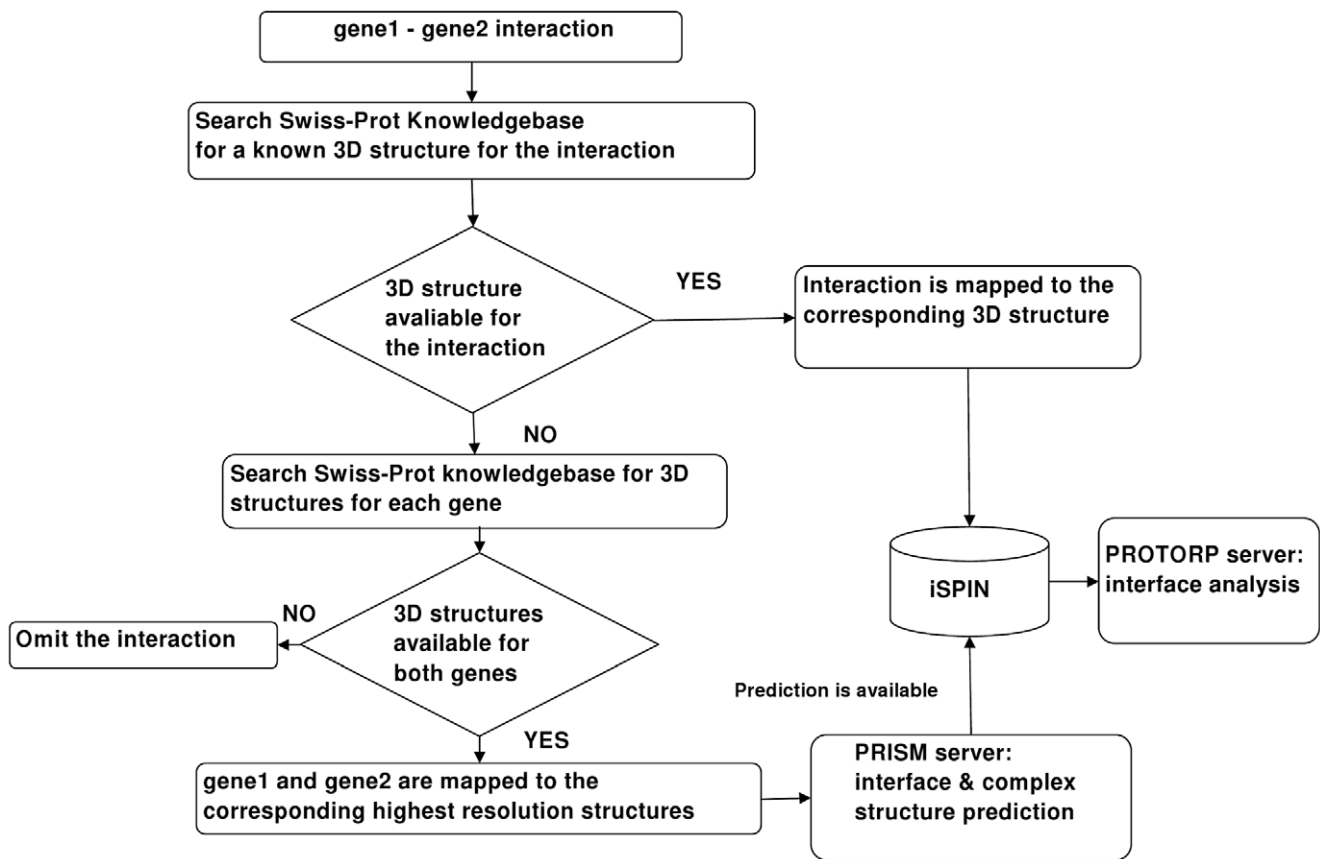 gene1 - gene2 interaction
Search Swiss-Prot Knowledgebase
for a known 3D structure for the interaction
3D structure
avaliable for
the interaction
YES
Interaction is mapped to the
corresponding 3D structure
NO
Search Swiss-Prot knowledgebase for 3D
structures for each gene
iSPIN
PROTORP server:
interface analysis
3D structures
available for
both genes
NO
Omit the interaction
YES
Prediction is available
gene1 and gene2 are mapped to the
corresponding highest resolution structures
PRISM server:
interface & complex
structure prediction